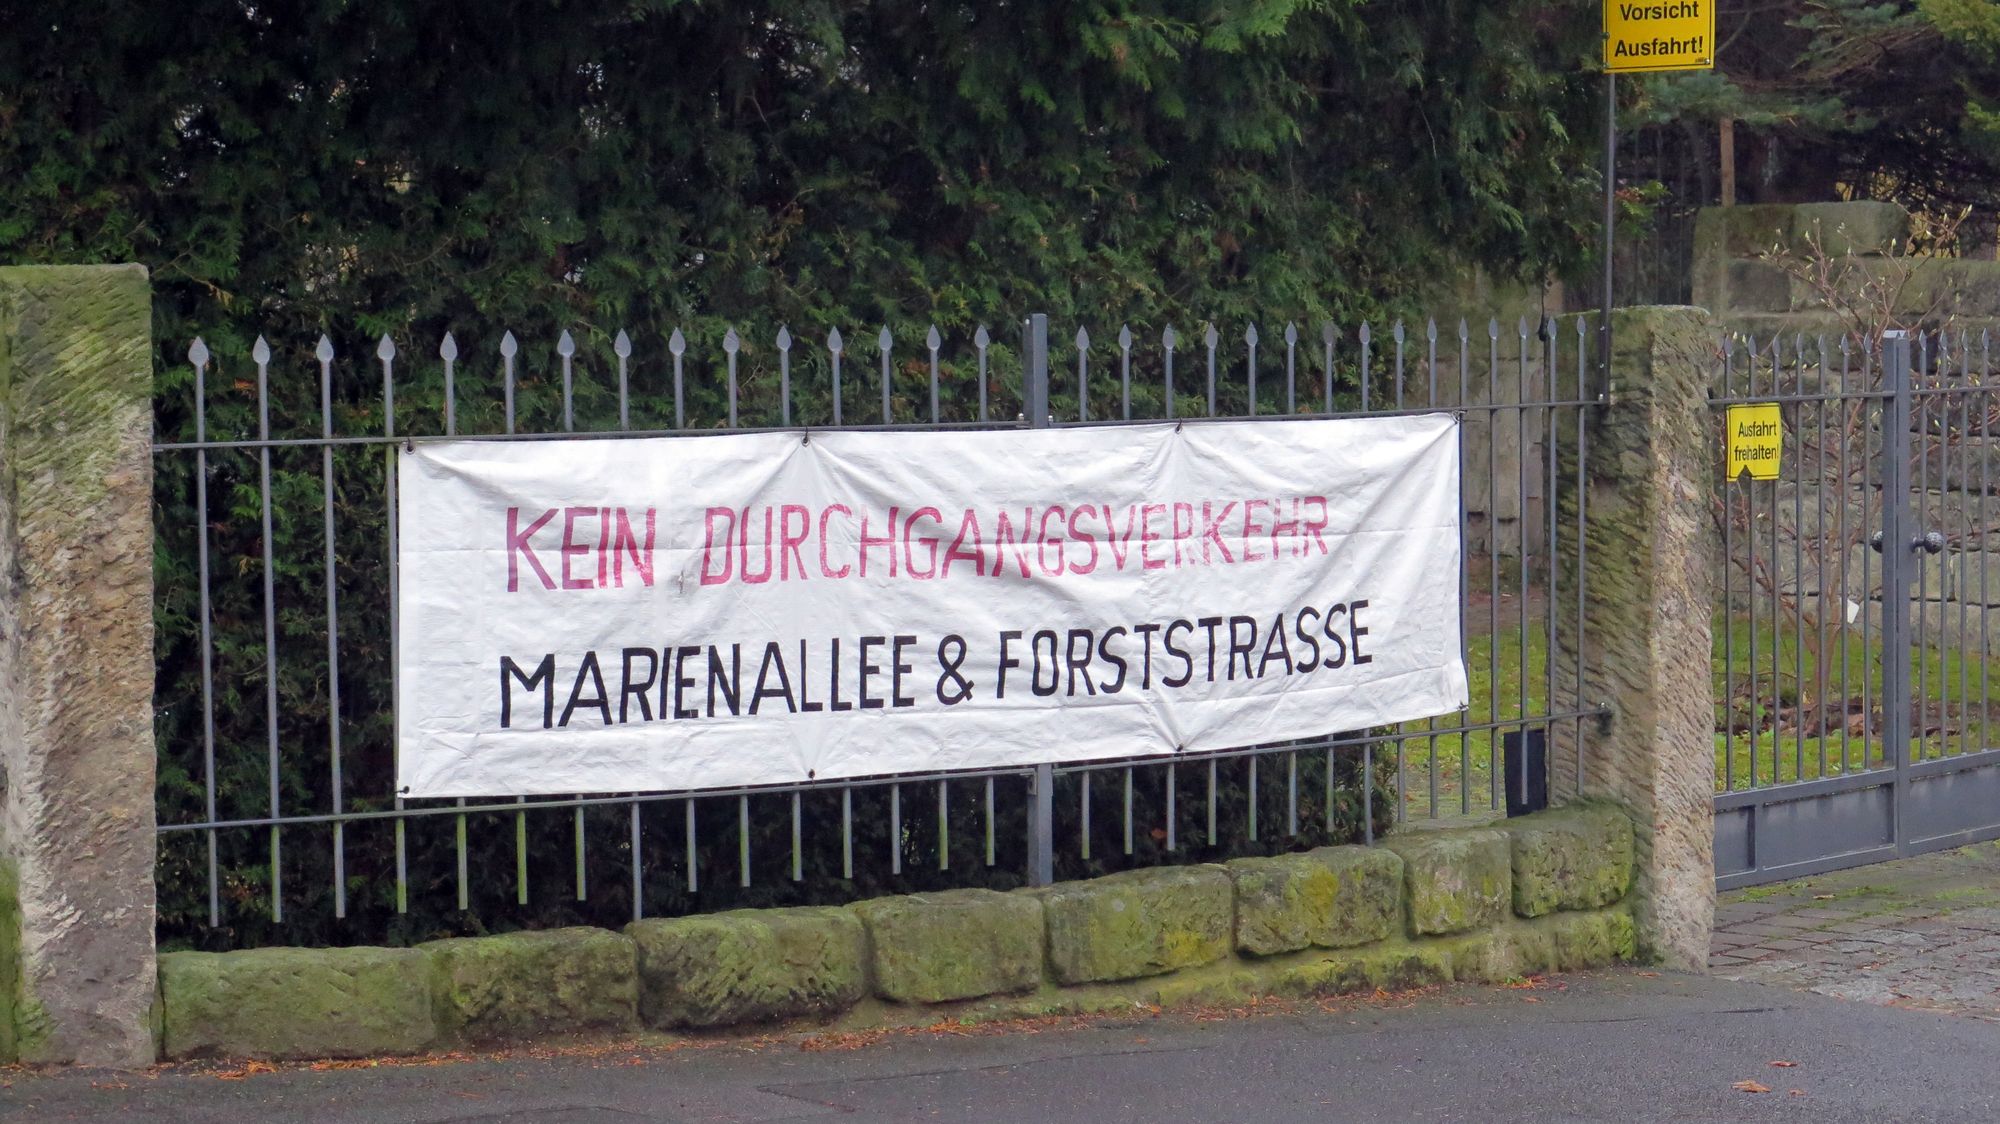 Vorsicht
Ausfahrt!
Ausfahrt
freihalten!
KEIN DURCHGANGSVERKEHR
MARIENALLEE & FORSTSTRASSE